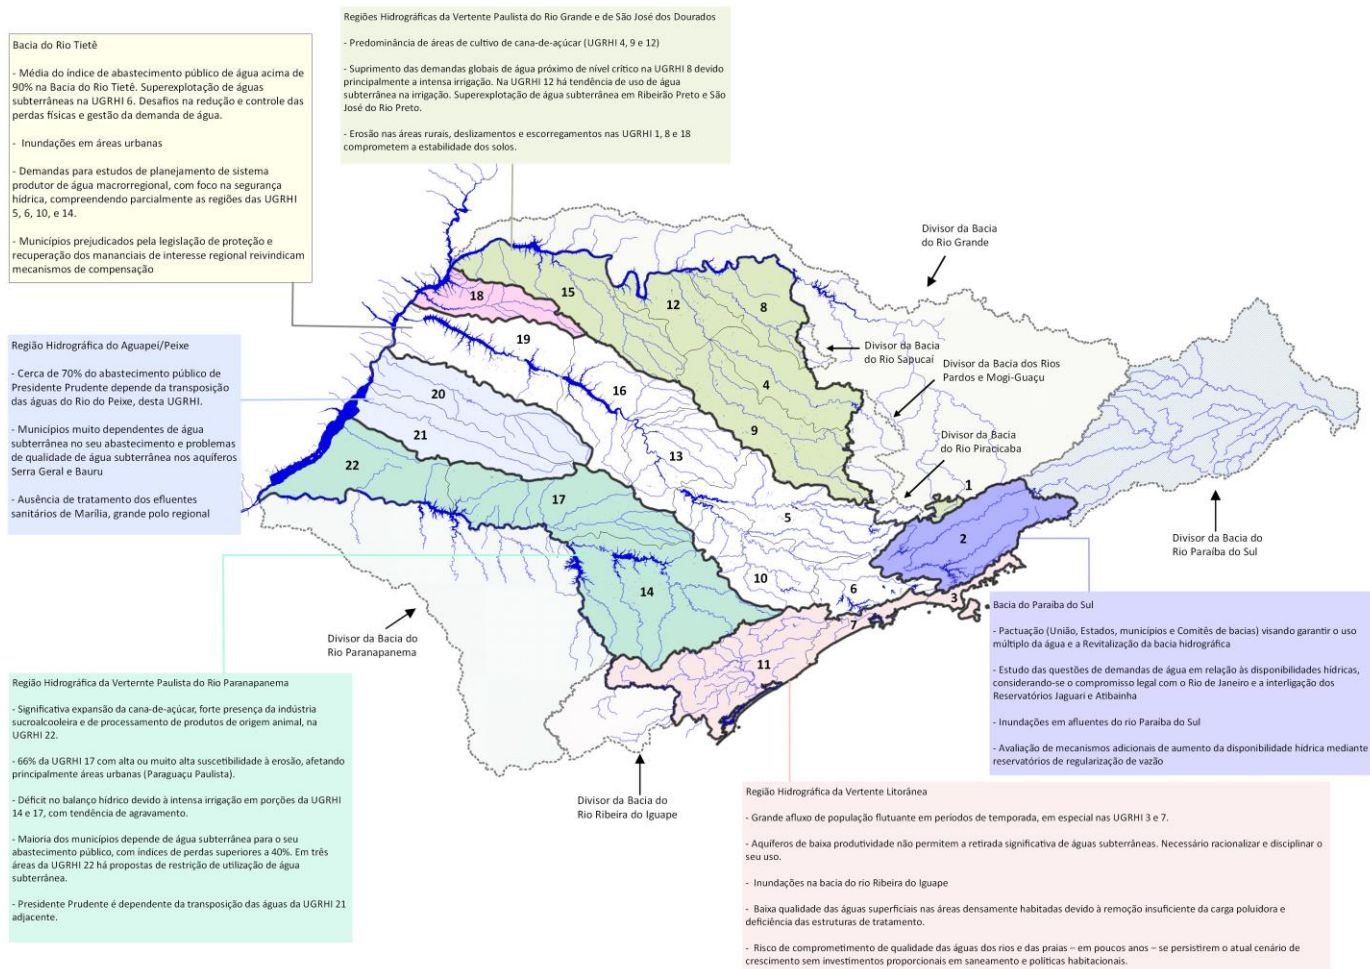 Bacia do Rio Tietê
- Média do índice de abastecimento público de água acima de
90% na Bacia do Rio Tietê. Superexplotação de águas
subterrâneas na UGRHI 6. Desafios na redução e controle das
perdas físicas e gestão da demanda de água.
- Inundações em áreas urbanas
- Demandas para estudos de planejamento de sistema
produtor de água macrorregional, com foco na segurança
hídrica, compreendendo parcialmente as regiões das UGRHI
5, 6, 10, e 14.
- Municípios prejudicados pela legislação de proteção e
recuperação dos mananciais de interesse regional reivindicam
mecanismos de compensação
Regiões Hidrográficas da Vertente Paulista do Rio Grande e de São José dos Dourados
- Predominância de áreas de cultivo de cana-de-açúcar (UGRHI 4, 9 e 12)
- Suprimento das demandas globais de água próximo de nível crítico na UGRHI 8 devido
principalmente a intensa irrigação. Na UGRHI 12 há tendência de uso de água
subterrânea na irrigação. Superexplotação de água subterrânea em Ribeirão Preto e São
José do Rio Preto.
- Erosão nas áreas rurais, deslizamentos e escorregamentos nas UGRHI 1, 8 e 18
comprometem a estabilidade dos solos.
Divisor da Bacia
do Rio Grande
18
15
12
8
19
Divisor da Bacia
do Rio Sapucaí
Divisor da Bacia dos Rios
Pardos e Mogi-Guaçu
16
4
20
9
21
Divisor da Bacia
do Rio Piracicaba
13
22
17
1
5
2
Divisor da Bacia do
Rio Paraíba do Sul
10
6
14
3
7
11
Divisor da Bacia do
Rio Paranapanema
Divisor da Bacia do
Rio Ribeira do Iguape
Região Hidrográfica do Aguapeí/Peixe
- Cerca de 70% do abastecimento público de
Presidente Prudente depende da transposição
das águas do Rio do Peixe, desta UGRHI.
- Municípios muito dependentes de água
subterrânea no seu abastecimento e problemas
de qualidade de água subterrânea nos aquíferos
Serra Geral e Bauru
- Ausência de tratamento dos efluentes
sanitários de Marília, grande polo regional
Região Hidrográfica da Verternte Paulista do Rio Paranapanema
- Significativa expansão da cana-de-açúcar, forte presença da indústria
sucroalcooleira e de processamento de produtos de origem animal, na
UGRHI 22.
- 66% da UGRHI 17 com alta ou muito alta suscetibilidade à erosão, afetando
principalmente áreas urbanas (Paraguaçu Paulista).
- Déficit no balanço hídrico devido à intensa irrigação em porções da UGRHI
14 e 17, com tendência de agravamento.
- Maioria dos municípios depende de água subterrânea para o seu
abastecimento público, com índices de perdas superiores a 40%. Em três
áreas da UGRHI 22 há propostas de restrição de utilização de água
subterrânea.
- Presidente Prudente é dependente da transposição das águas da UGRHI 21
adjacente.
Bacia do Paraíba do Sul
- Pactuação (União, Estados, municípios e Comitês de bacias) visando garantir o uso
múltiplo da água e a Revitalização da bacia hidrográfica
- Estudo das questões de demandas de água em relação às disponibilidades hídricas,
considerando-se o compromisso legal com o Rio de Janeiro e a interligação dos
Reservatórios Jaguari e Atibainha
- Inundações em afluentes do rio Paraíba do Sul
- Avaliação de mecanismos adicionais de aumento da disponibilidade hídrica mediante
reservatórios de regularização de vazão
Região Hidrográfica da Vertente Litorânea
- Grande afluxo de população flutuante em períodos de temporada, em especial nas UGRHI 3 e 7.
- Aquíferos de baixa produtividade não permitem a retirada significativa de águas subterrâneas. Necessário racionalizar e disciplinar o
seu uso.
- Inundações na bacia do rio Ribeira do Iguape
- Baixa qualidade das águas superficiais nas áreas densamente habitadas devido à remoção insuficiente da carga poluidora e
deficiência das estruturas de tratamento.
- Risco de comprometimento de qualidade das águas dos rios e das praias – em poucos anos – se persistirem o atual cenário de
crescimento sem investimentos proporcionais em saneamento e políticas habitacionais.